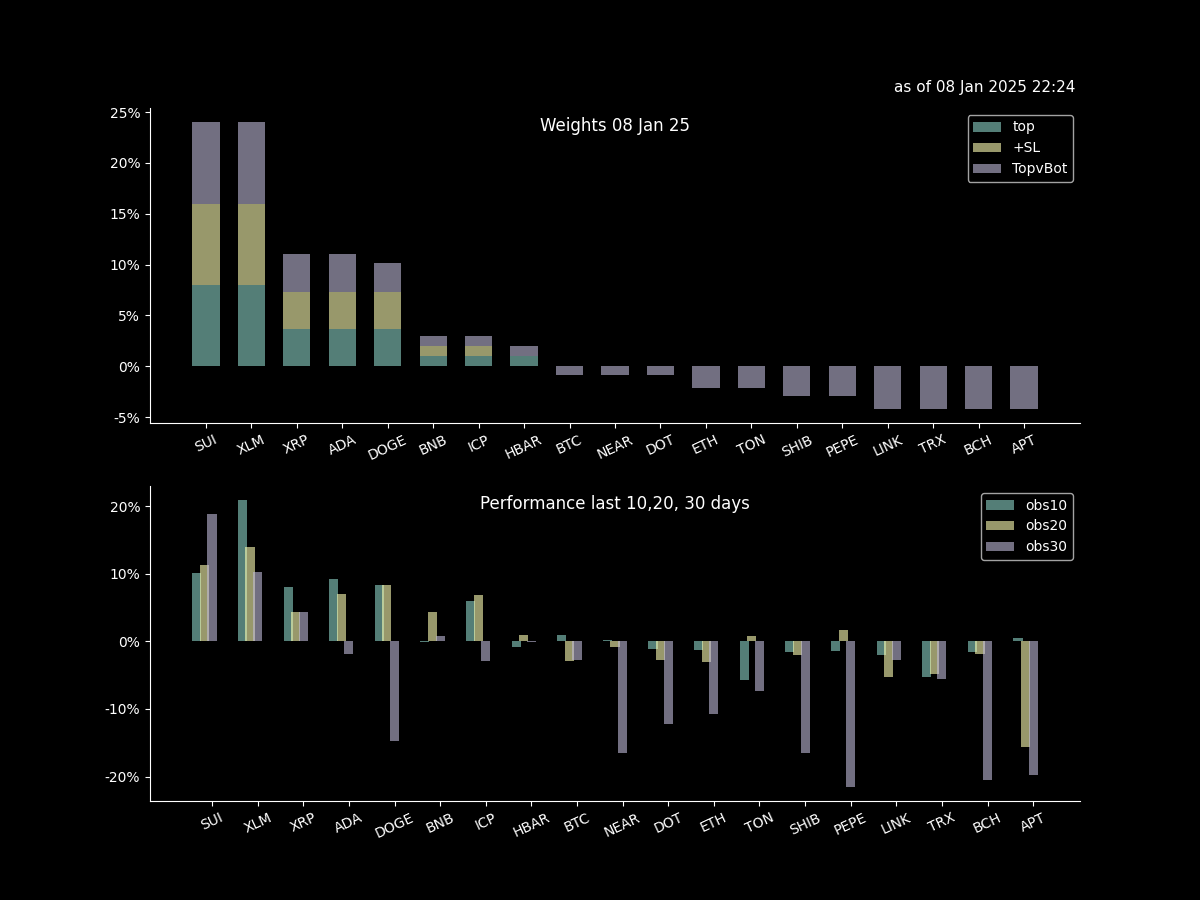 as of 08 Jan 2025 22:24
Weights 08 Jan 25
top
+SL
TopvBot
25%
20%
15%
10%
5%
0%
-5%
SUI XLM XRP ADA DOGE BNB ICP HBAR BTC NEAR DOT ETH TON SHIB PEPE LINK TRX BCH APT
Performance last 10,20, 30 days
obs10
obs20
obs30
20%
10%
0%
-10%
-20%
SUI XLM XRP ADA DOGE BNB ICP HBAR BTC NEAR DOT ETH TON SHIB PEPE LINK TRX BCH APT